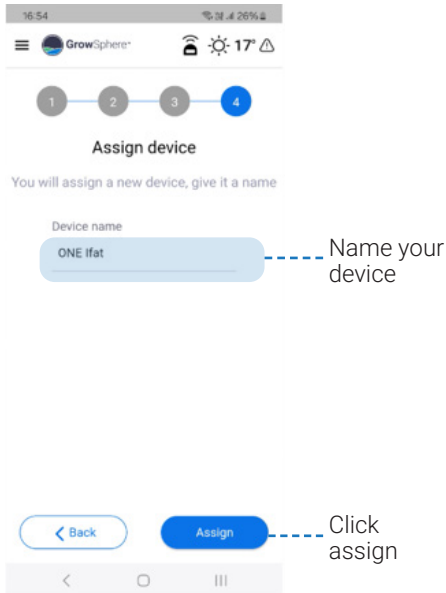 16:54 26%
GrowSphere™ 17°
1 2 3 4
Assign device
You will assign a new device, give it a name
Device name
ONE Ifat
Name your
device
Back Assign
Click
assign